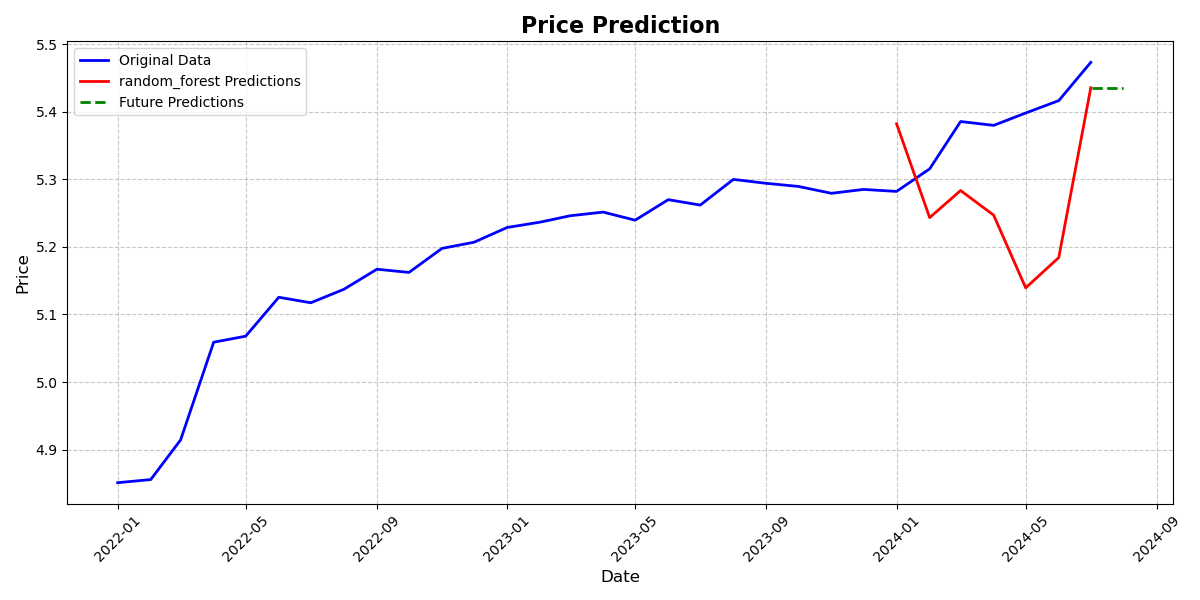 Price Prediction
Original Data
random_forest Predictions
Future Predictions
Price
5.5
5.4
5.3
5.2
5.1
5.0
4.9
2022-01
2022-05
2022-09
2023-01
2023-05
2023-09
2024-01
2024-05
2024-09
Date